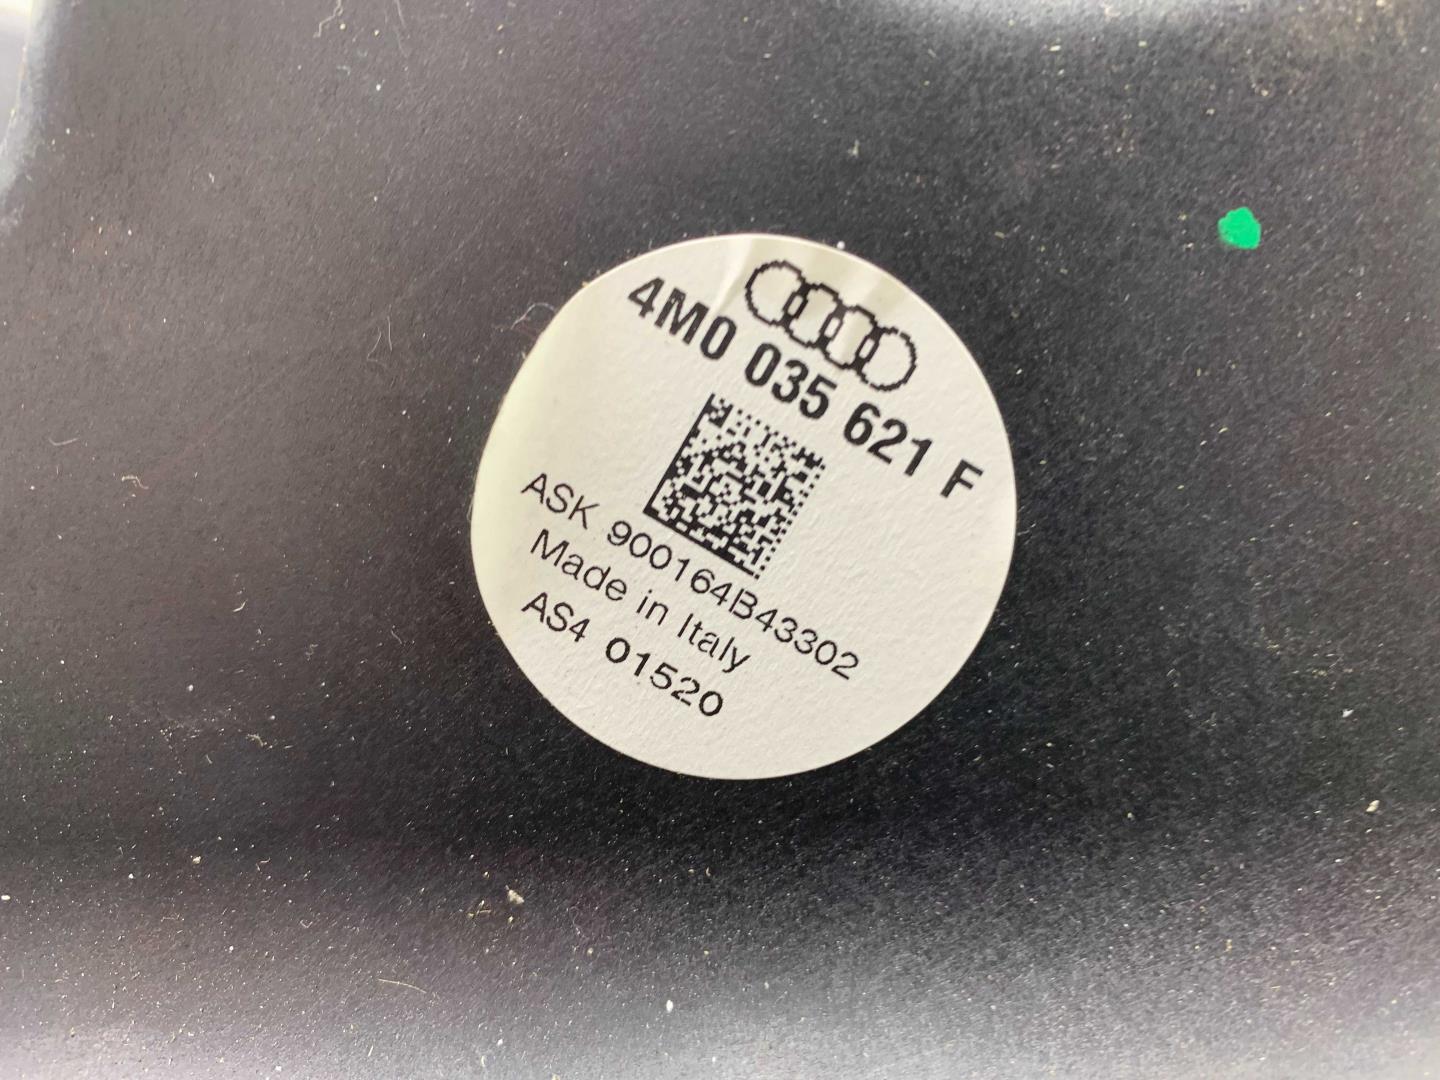 4M0 035 621 F
ASK 900164B43302
Made in Italy
AS4 01520